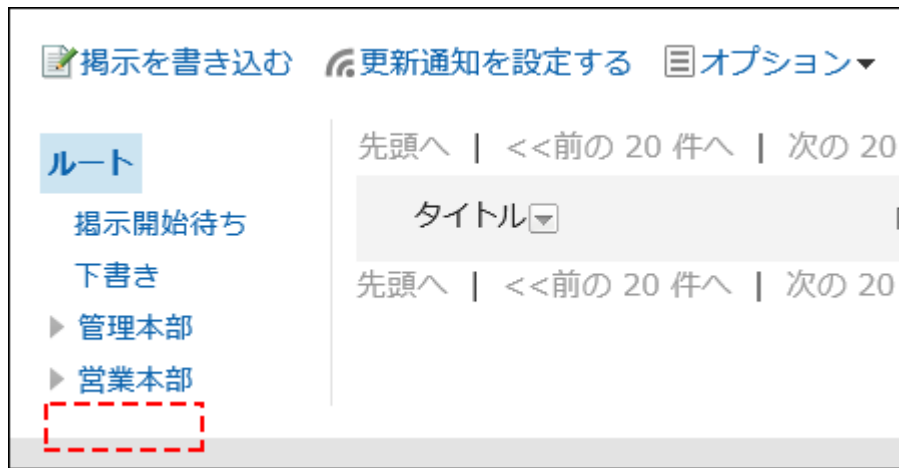 掲示を書き込む 更新通知を設定する オプション▼
ルート
掲示開始待ち
下書き
管理本部
営業本部
先頭へ | <<前の 20 件へ | 次の 20
タイトル
先頭へ | <<前の 20 件へ | 次の 20